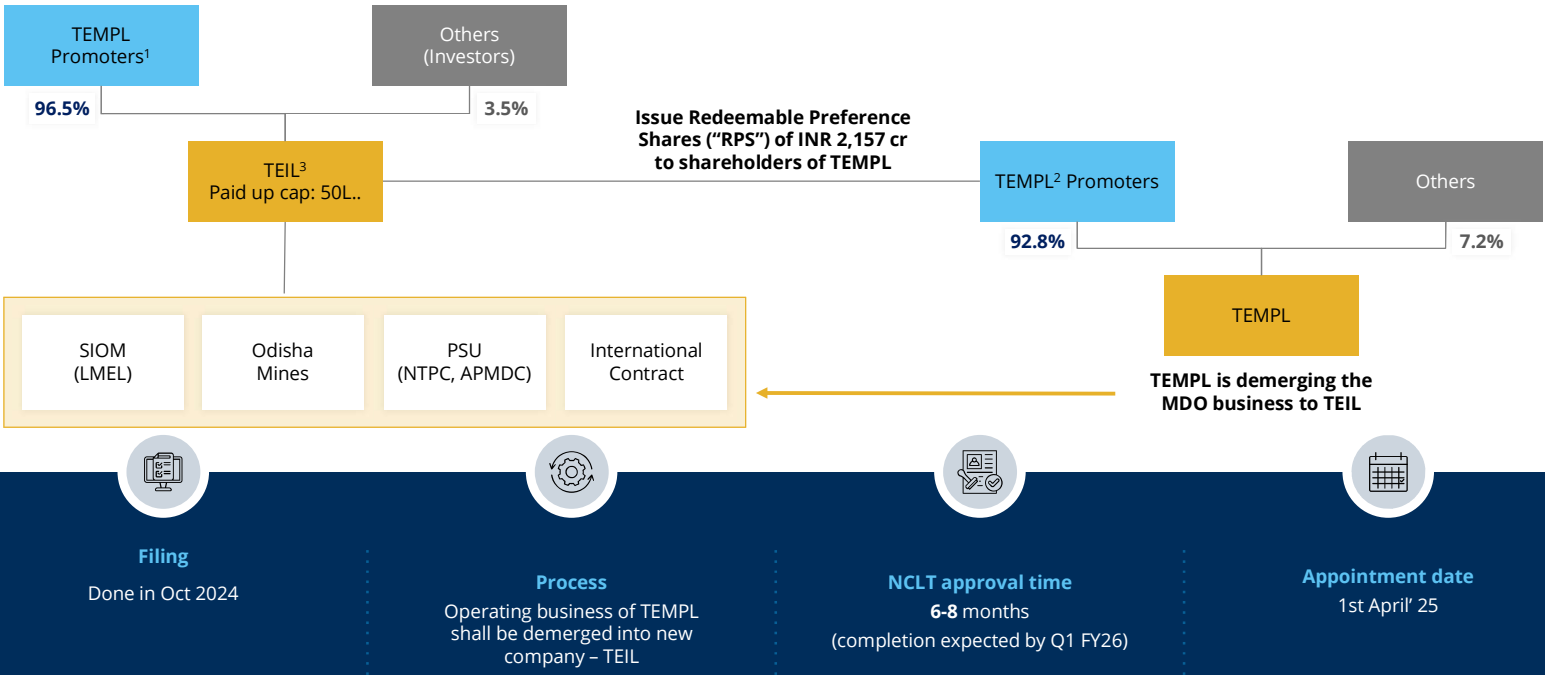 TEMPL
Promoters¹
Others
(Investors)
96.5%
3.5%
TEIL³
Paid up cap: 50L..
Issue Redeemable Preference
Shares (“RPS”) of INR 2,157 cr
to shareholders of TEMPL
TEMPL² Promoters
Others
92.8%
7.2%
TEMPL
TEMPL is demerging the
MDO business to TEIL
SIOM
(LMEL)
Odisha
Mines
PSU
(NTPC, APMDC)
International
Contract
Filing
Done in Oct 2024
Process
Operating business of TEMPL
shall be demerged into new
company – TEIL
NCLT approval time
6-8 months
(completion expected by Q1 FY26)
Appointment date
1st April’ 25